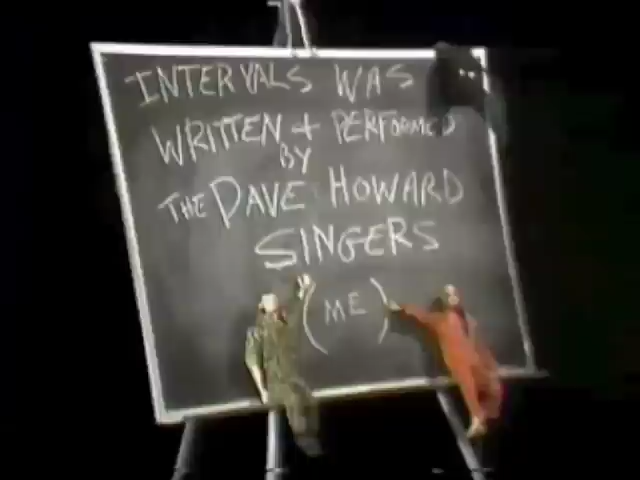 INTERVALS WAS
WRITTEN + PERFORMED
BY
THE DAVE HOWARD
SINGERS
(ME)